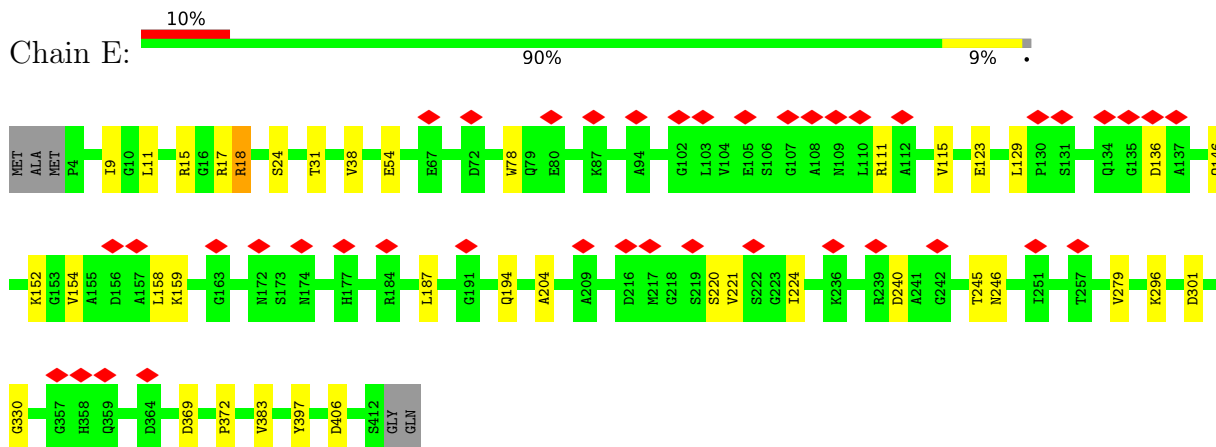 10%
Chain E:
90% 9% •
MET ALA MET P4 I9 G10 L11 R15 G16 R17 R18 S24 T31 V38 E54 E67 D72 W78 Q79 E80 K87 A94 G102 L103 V104 E105 S106 G107 A108 N109 L110 R111 A112 V115 E123 L129 P130 S131 Q134 G135 D136 A137
K152 G153 V154 A155 D156 A157 L158 K159 G163 N172 S173 N174 H177 R184 L187 G191 Q194 A204 A209 D216 M217 G218 S219 S220 V221 S222 G223 I224 K236 R239 D240 A241 G242 T245 N246 I251 T257 V279 K296 D301
G330 G357 H358 Q359 D364 D369 P372 V383 Y397 D406 S412 GLY GLN